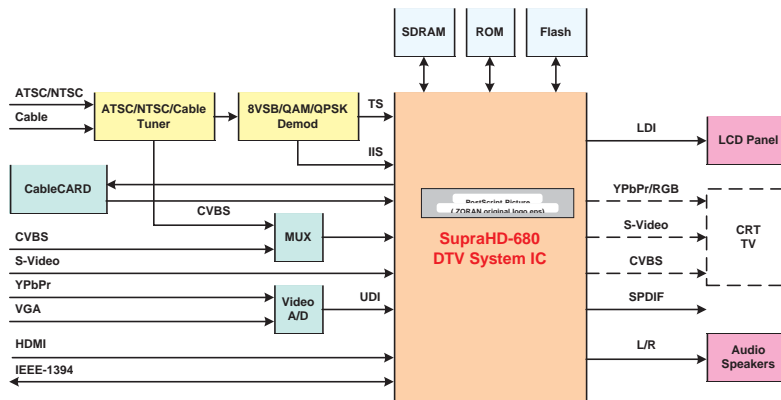 SDRAM
ROM
Flash
ATSC/NTSC
Cable
ATSC/NTSC/Cable
Tuner
8VSB/QAM/QPSK
Demod
TS
IIS
LDI
LCD Panel
CableCARD
CVBS
MUX
CVBS
S-Video
YPbPr
VGA
Video
A/D
UDI
HDMI
IEEE-1394
PostScript Picture
( ZORAN original logo eps)
SupraHD-680
DTV System IC
YPbPr/RGB
S-Video
CVBS
CRT
TV
SPDIF
L/R
Audio
Speakers